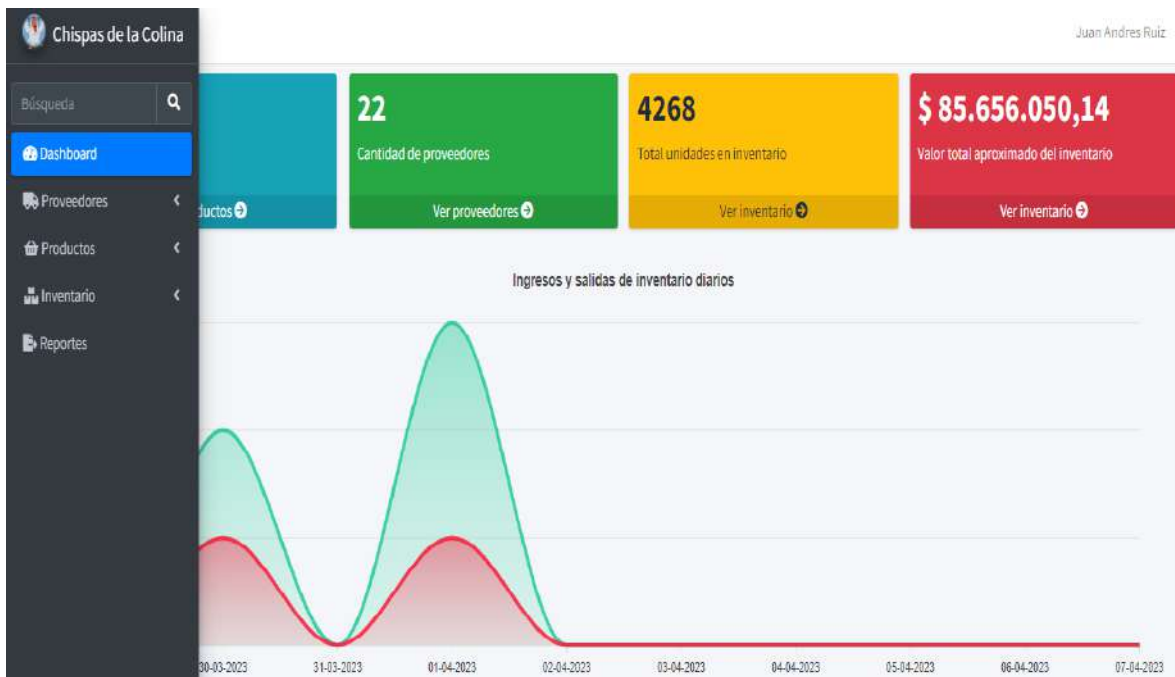 Chispas de la Colina
Juan Andres Ruiz
Búsqueda
Dashboard
Proveedores
Productos
Inventario
Reportes
ductos
22
Cantidad de proveedores
Ver proveedores
4268
Total unidades en inventario
Ver inventario
$ 85.656.050,14
Valor total aproximado del inventario
Ver inventario
Ingresos y salidas de inventario diarios
30-03-2023 31-03-2023 01-04-2023 02-04-2023 03-04-2023 04-04-2023 05-04-2023 06-04-2023 07-04-2023